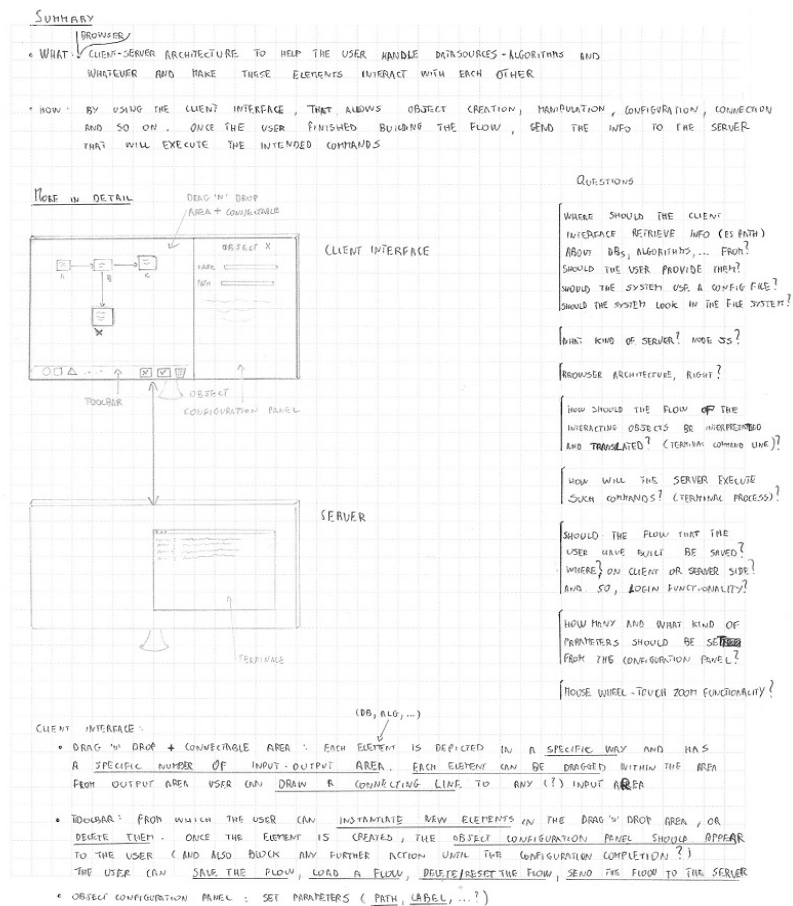 SUMMARY
BROWSER
• WHAT: CLIENT-SERVER ARCHITECTURE TO HELP THE USER HANDLE DATASOURCES - ALGORITHMS AND
WHATEVER AND MAKE THESE ELEMENTS INTERACT WITH EACH OTHER
• HOW: BY USING THE CLIENT INTERFACE, THAT ALLOWS OBJECT CREATION, MANIPULATION, CONFIGURATION, CONNECTION
AND SO ON. ONCE THE USER FINISHED BUILDING THE FLOW, SEND THE INFO TO THE SERVER
THAT WILL EXECUTE THE INTENDED COMMANDS
MORE IN DETAIL
DRAG 'N' DROP
AREA + CONNECTABLE
OBJECT X
NAME
PATH
A
B
C
CLIENT INTERFACE
TOOLBAR
OBJECT
CONFIGURATION PANEL
SERVER
TERMINALE
QUESTIONS
WHERE SHOULD THE CLIENT
INTERFACE RETRIEVE INFO (ES PATH)
ABOUT DBs, ALGORITHMS, ... FROM?
SHOULD THE USER PROVIDE THEM?
SHOULD THE SYSTEM USE A CONFIG FILE?
SHOULD THE SYSTEM LOOK IN THE FILE SYSTEM?
WHAT KIND OF SERVER? NODE JS?
BROWSER ARCHITECTURE, RIGHT?
HOW SHOULD THE FLOW OF THE
INTERACTING OBJECTS BE INTERPRETATED
AND TRANSLATED? (TERMINAL COMMAND LINE)?
HOW WILL THE SERVER EXECUTE
SUCH COMMANDS? (TERMINAL PROCESS)?
SHOULD THE FLOW THAT THE
USER HAVE BUILT BE SAVED?
WHERE? ON CLIENT OR SERVER SIDE?
AND SO, LOGIN FUNCTIONALITY?
HOW MANY AND WHAT KIND OF
PARAMETERS SHOULD BE SET
FROM THE CONFIGURATION PANEL?
MOUSE WHEEL - TOUCH ZOOM FUNCTIONALITY?
(DB, ALG, ...)
CLIENT INTERFACE:
• DRAG 'N' DROP + CONNECTABLE AREA: EACH ELEMENT IS DEPICTED IN A SPECIFIC WAY AND HAS
A SPECIFIC NUMBER OF INPUT-OUTPUT AREA. EACH ELEMENT CAN BE DRAGGED WITHIN THE AREA
FROM OUTPUT AREA USER CAN DRAW A CONNECTING LINE TO ANY (?) INPUT AREA
• TOOLBAR: FROM WHICH THE USER CAN INSTANTIATE NEW ELEMENTS IN THE DRAG 'N' DROP AREA, OR
DELETE THEM. ONCE THE ELEMENT IS CREATED, THE OBJECT CONFIGURATION PANEL SHOULD APPEAR
TO THE USER (AND ALSO BLOCK ANY FURTHER ACTION UNTIL THE CONFIGURATION COMPLETION?)
THE USER CAN SAVE THE FLOW, LOAD A FLOW, DELETE/RESET THE FLOW, SEND THE FLOW TO THE SERVER
• OBJECT CONFIGURATION PANEL: SET PARAMETERS (PATH, LABEL, ...?)